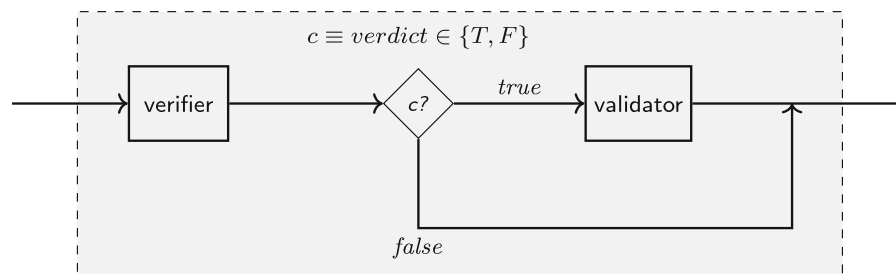 c ≡ verdict ∈ {T, F}
verifier
c?
true
validator
false